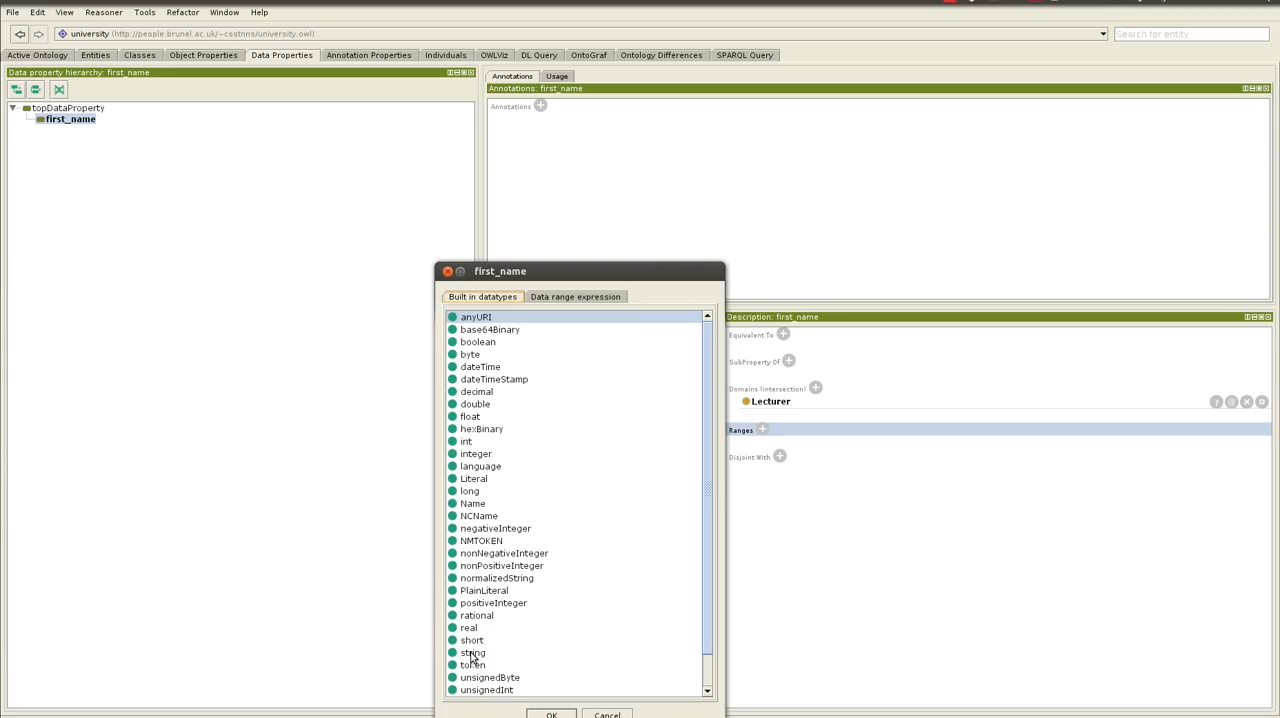 File Edit View Reasoner Tools Refactor Window Help
university (http://people.brunel.ac.uk/~csstnns/university.owl)
Search for entity
Active Ontology Entities Classes Object Properties Data Properties Annotation Properties Individuals OWLViz DL Query OntoGraf Ontology Differences SPARQL Query
Data property hierarchy: first_name
topDataProperty
first_name
Annotations Usage
Annotations: first_name
Annotations
first_name
Built in datatypes Data range expression
anyURI
base64Binary
boolean
byte
dateTime
dateTimeStamp
decimal
double
float
hexBinary
int
integer
language
Literal
long
Name
NCName
negativeInteger
NMTOKEN
nonNegativeInteger
nonPositiveInteger
normalizedString
PlainLiteral
positiveInteger
rational
real
short
string
token
unsignedByte
unsignedInt
OK Cancel
Description: first_name
Equivalent To
SubProperty Of
Domains (intersection)
Lecturer
Ranges
Disjoint With